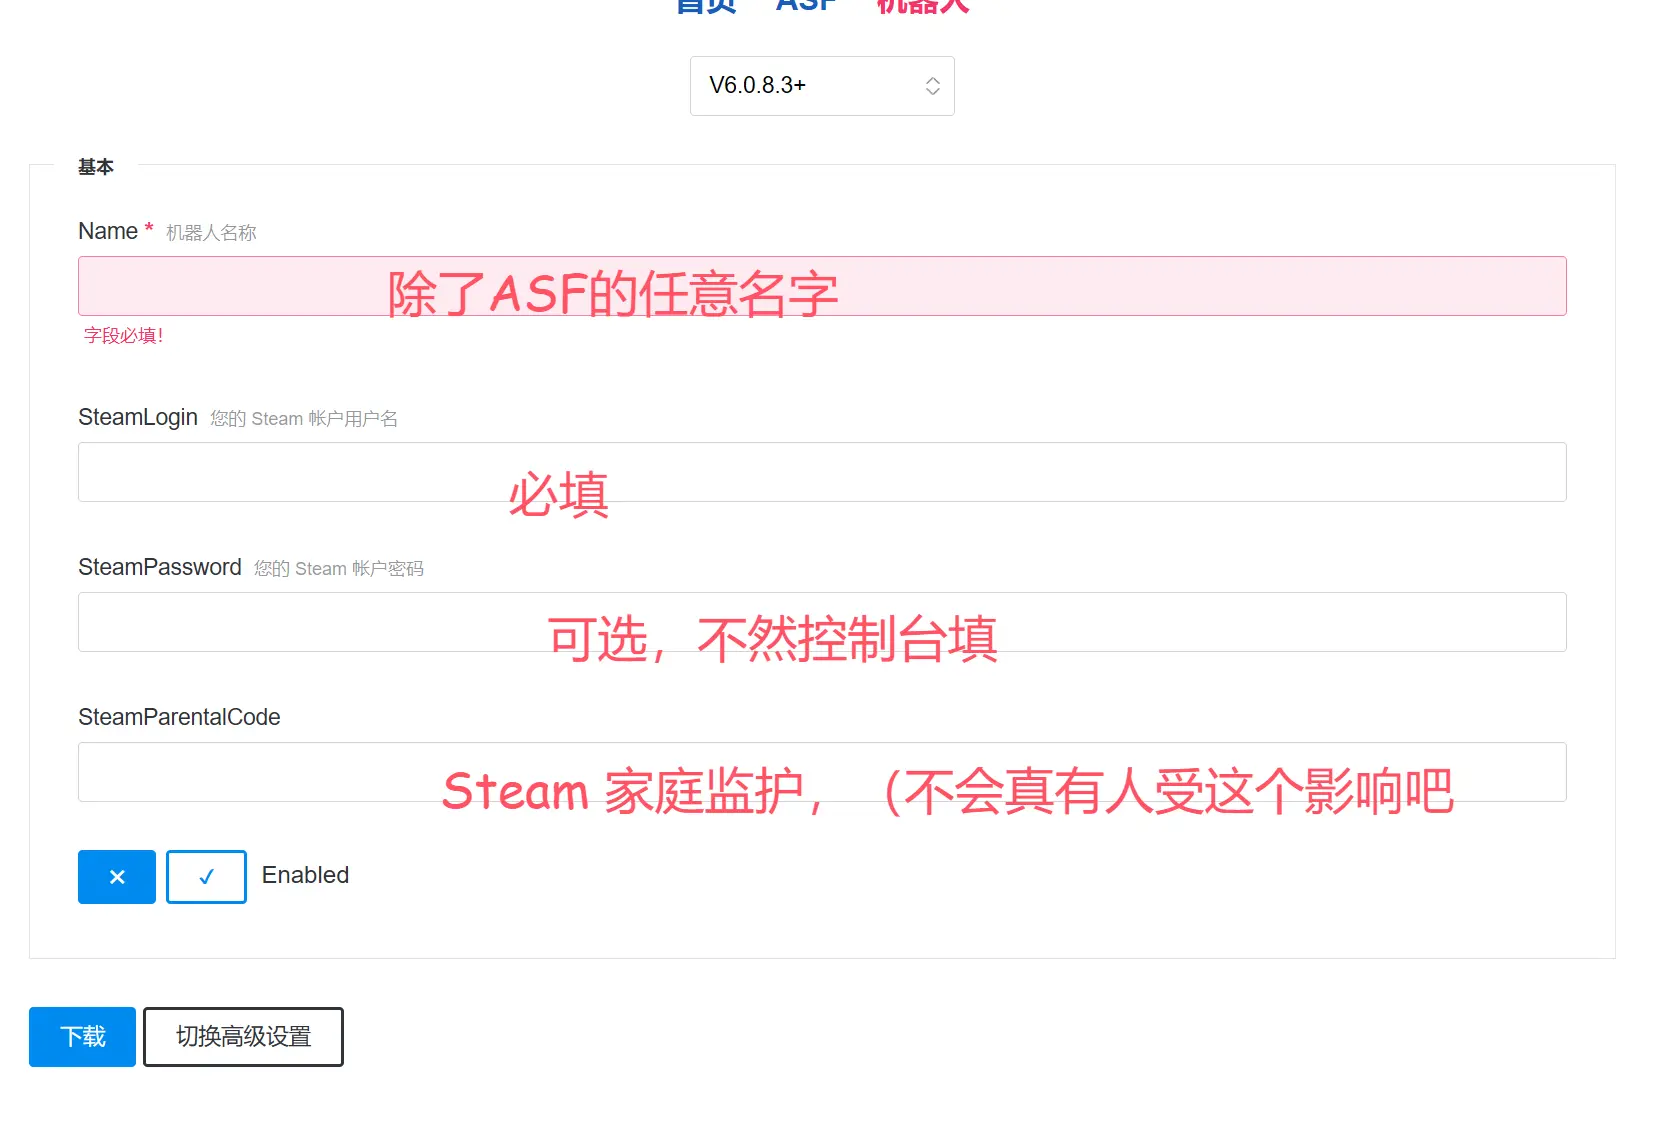 首页 ASF 机器人
V6.0.8.3+
基本
Name * 机器人名称
除了ASF的任意名字
字段必填!
SteamLogin 您的 Steam 帐户用户名
必填
SteamPassword 您的 Steam 帐户密码
可选，不然控制台填
SteamParentalCode
Steam 家庭监护，（不会真有人受这个影响吧
Enabled
下载 切换高级设置